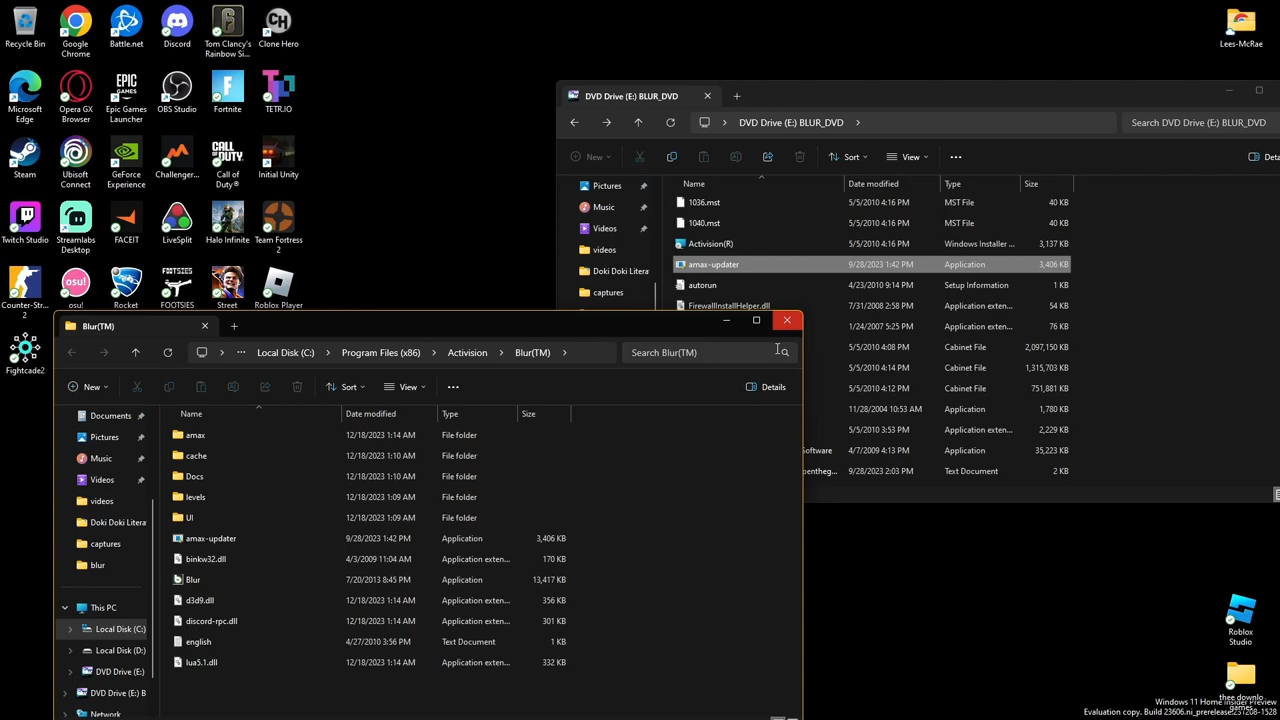 Recycle Bin
Google
Chrome
Battle.net
Discord
Tom Clancy's
Rainbow Si...
Clone Hero
Lees-McRae
Microsoft
Edge
Opera GX
Browser
Epic Games
Launcher
OBS Studio
Fortnite
TETR.IO
Steam
Ubisoft
Connect
GeForce
Experience
Challenger...
Call of
Duty®
Initial Unity
Twitch Studio
Streamlabs
Desktop
FACEIT
LiveSplit
Halo Infinite
Team Fortress
2
Counter-Str...
2
osu!
Rocket
FOOTSIES
Street
Roblox Player
Fightcade2
DVD Drive (E:) BLUR_DVD
DVD Drive (E:) BLUR_DVD
Search DVD Drive (E:) BLUR_DVD
New
Sort
View
Deta
Name Date modified Type Size
Pictures
Music
Videos
videos
Doki Doki Litera
captures
1036.mst 5/5/2010 4:16 PM MST File 40 KB
1040.mst 5/5/2010 4:16 PM MST File 40 KB
Activision(R) 5/5/2010 4:16 PM Windows Installer ... 3,137 KB
amax-updater 9/28/2023 1:42 PM Application 3,406 KB
autorun 4/23/2010 9:14 PM Setup Information 1 KB
FirewallInstallHelper.dll 7/31/2008 2:58 PM Application exten... 54 KB
1/24/2007 5:25 PM Application exten... 76 KB
5/5/2010 4:08 PM Cabinet File 2,097,150 KB
5/5/2010 4:14 PM Cabinet File 1,315,703 KB
5/5/2010 4:12 PM Cabinet File 751,881 KB
11/28/2004 10:53 AM Application 1,780 KB
5/5/2010 3:53 PM Application exten... 2,229 KB
Software 4/7/2009 4:13 PM Application 35,223 KB
9/28/2023 2:03 PM Text Document 2 KB
Blur(TM)
Local Disk (C:)
Program Files (x86)
Activision
Blur(TM)
Search Blur(TM)
New
Sort
View
Details
Name Date modified Type Size
Documents
Pictures
Music
Videos
videos
Doki Doki Litera
captures
blur
This PC
Local Disk (C:)
Local Disk (D:)
DVD Drive (E:)
DVD Drive (E:) B
Network
amax 12/18/2023 1:14 AM File folder
cache 12/18/2023 1:10 AM File folder
Docs 12/18/2023 1:10 AM File folder
levels 12/18/2023 1:09 AM File folder
UI 12/18/2023 1:09 AM File folder
amax-updater 9/28/2023 1:42 PM Application 3,406 KB
binkw32.dll 4/3/2009 11:04 AM Application exten... 170 KB
Blur 7/20/2013 8:45 PM Application 13,417 KB
d3d9.dll 12/18/2023 1:14 AM Application exten... 356 KB
discord-rpc.dll 12/18/2023 1:14 AM Application exten... 301 KB
english 4/27/2010 3:56 PM Text Document 1 KB
lua5.1.dll 12/18/2023 1:14 AM Application exten... 332 KB
Roblox
Studio
thee downlo
games
Windows 11 Home Insider Preview
Evaluation copy. Build 23606.ni_prerelease.231208-1528